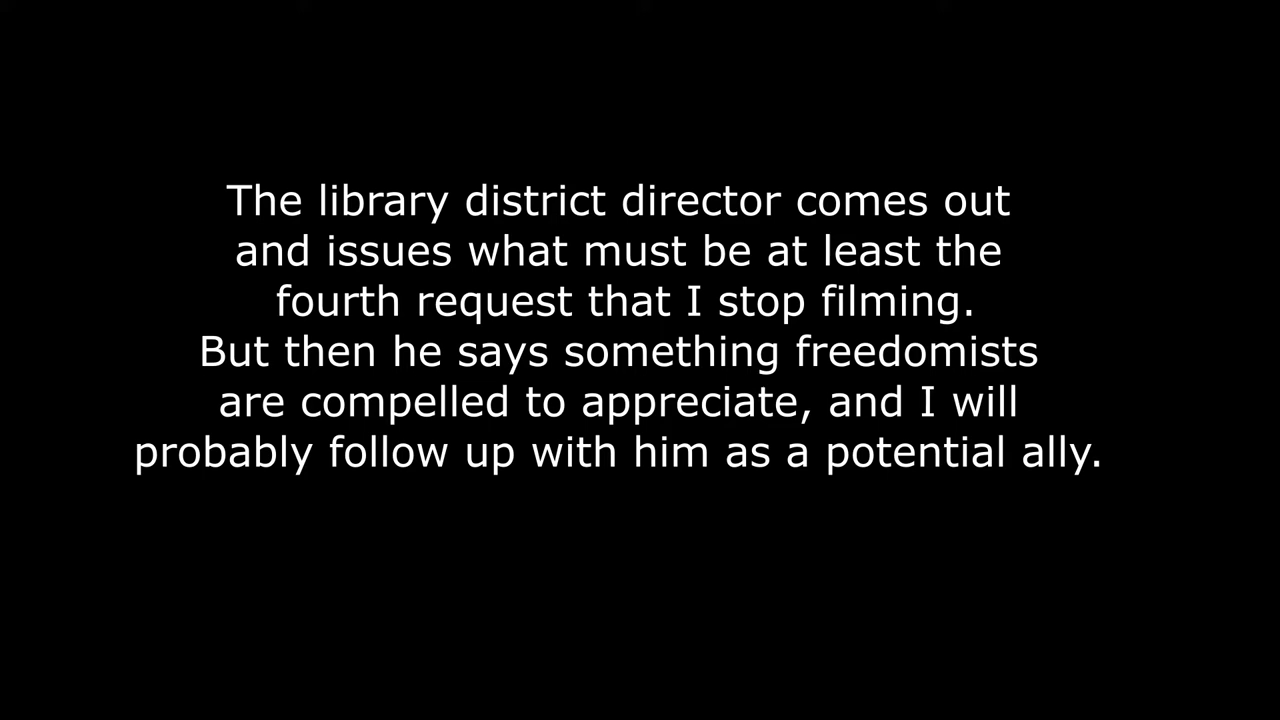 The library district director comes out
and issues what must be at least the
fourth request that I stop filming.
But then he says something freedomists
are compelled to appreciate, and I will
probably follow up with him as a potential ally.